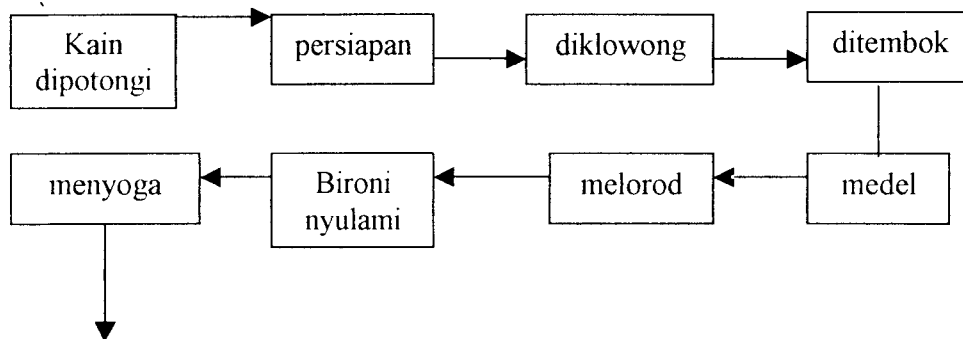 Kain
dipotongi
persiapan
diklowong
ditembok
medel
melorod
Bironi
nyulami
menyoga